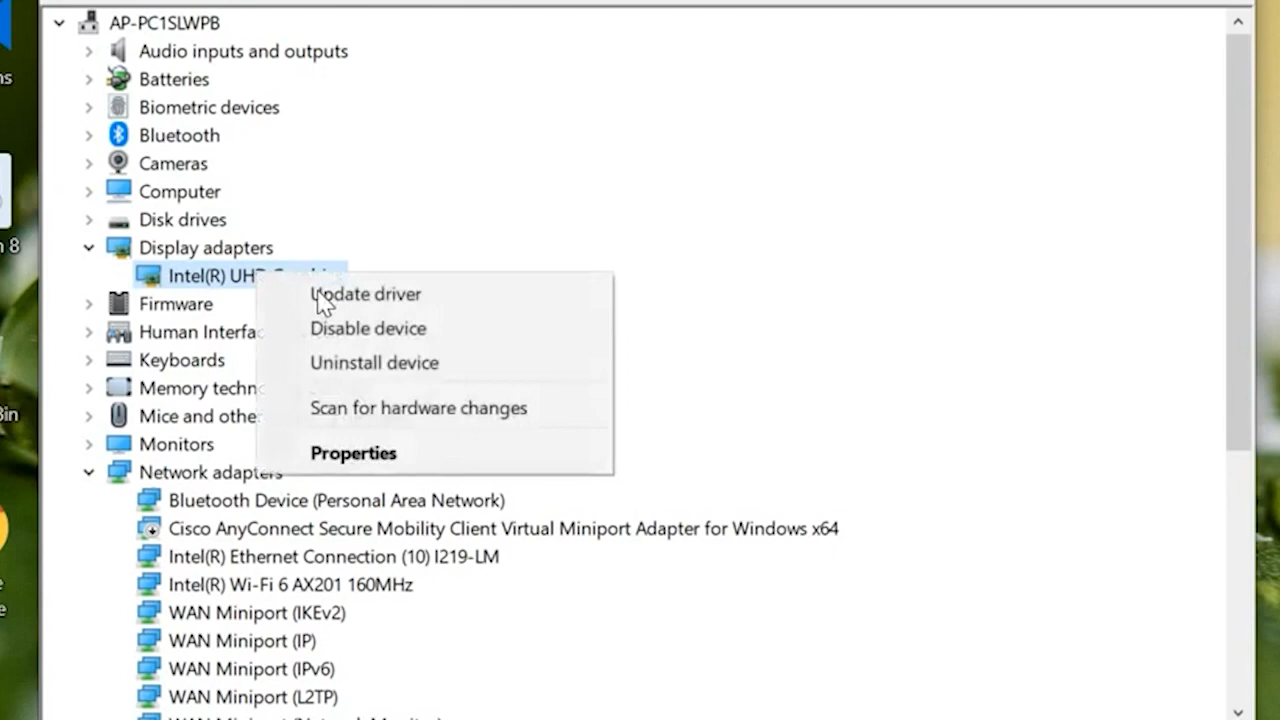 AP-PC1SLWPB
Audio inputs and outputs
Batteries
Biometric devices
Bluetooth
Cameras
Computer
Disk drives
Display adapters
Intel(R) UHD
Update driver
Firmware
Disable device
Human Interfa
Keyboards
Uninstall device
Memory techn
Scan for hardware changes
Mice and othe
Monitors
Properties
Network adapters
Bluetooth Device (Personal Area Network)
Cisco AnyConnect Secure Mobility Client Virtual Miniport Adapter for Windows x64
Intel(R) Ethernet Connection (10) I219-LM
Intel(R) Wi-Fi 6 AX201 160MHz
WAN Miniport (IKEv2)
WAN Miniport (IP)
WAN Miniport (IPv6)
WAN Miniport (L2TP)